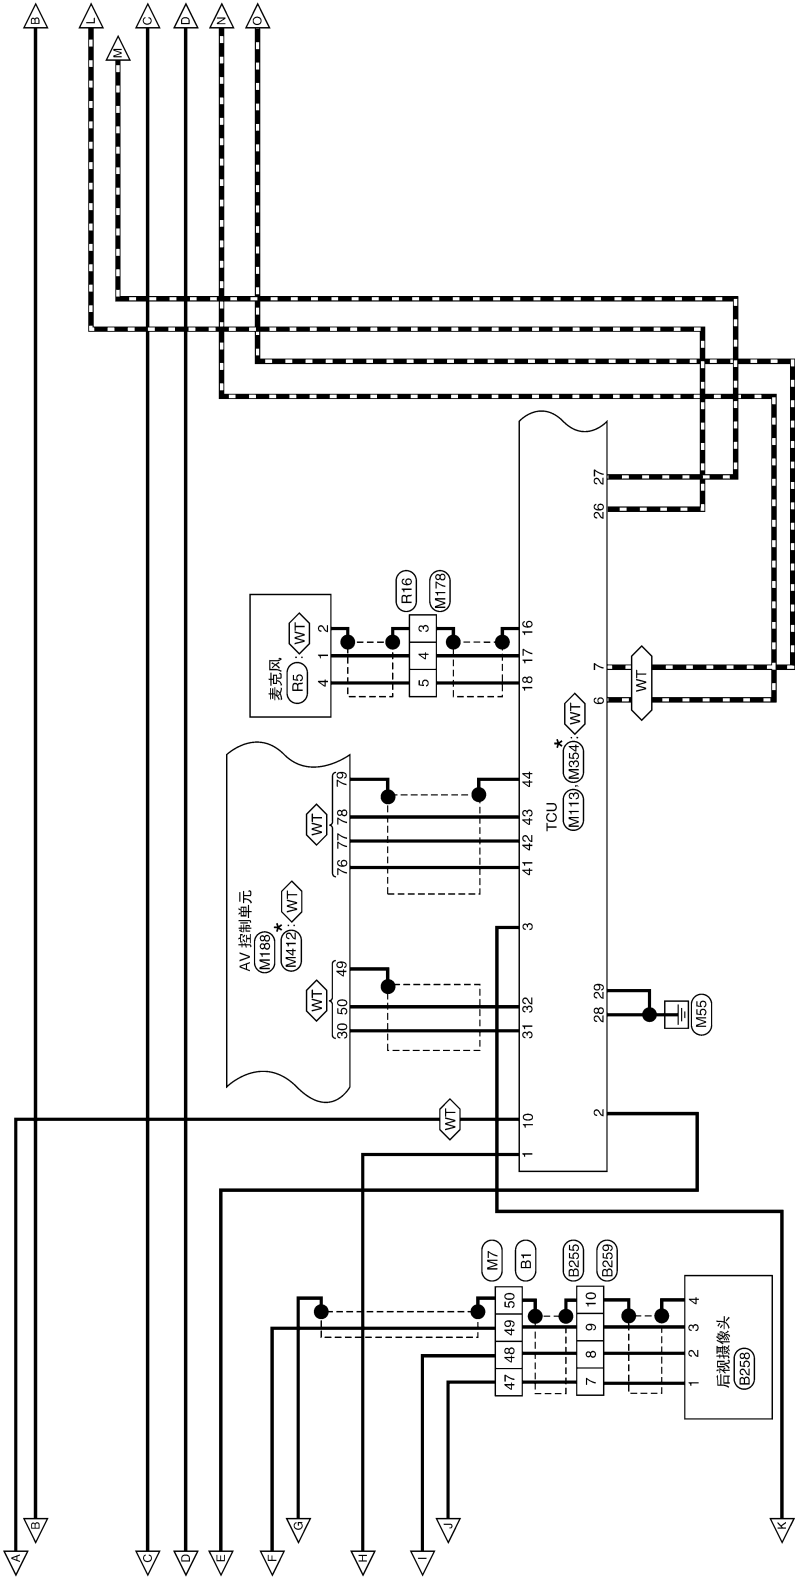 B
L
M
C
D
N
O
27
26
7
6
WT
麦克风
R5 : WT
2
1
4
R16
M178
3
4
5
16
17
18
TCU
M113 , M354* : WT
AV 控制单元
M188
M412* : WT
WT
79
78
77
76
44
43
42
41
3
WT
49
50
30
32
31
29
28
M55
WT
10
1
2
M7
B1
B255
B259
50
49
48
47
10
9
8
7
4
3
2
1
后视摄像头
B258
A
B
C
D
E
F
G
H
I
J
K